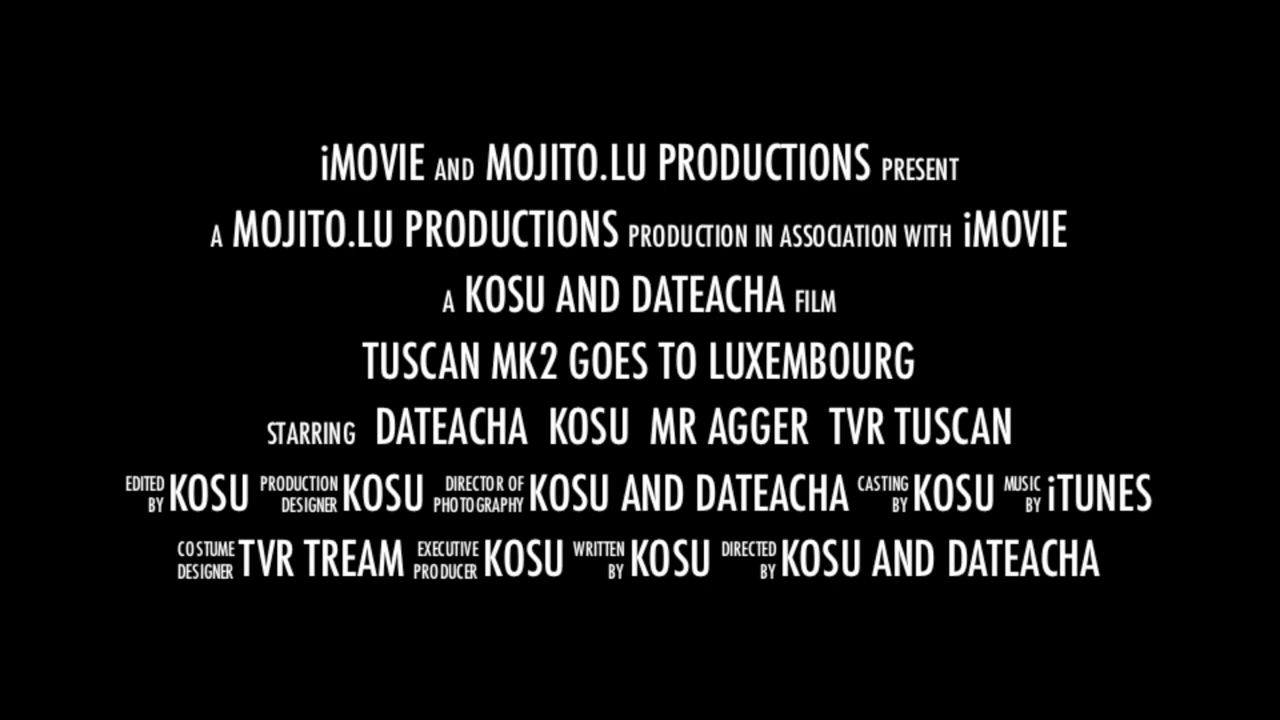 iMOVIE AND MOJITO.LU PRODUCTIONS PRESENT
A MOJITO.LU PRODUCTIONS PRODUCTION IN ASSOCIATION WITH iMOVIE
A KOSU AND DATEACHA FILM
TUSCAN MK2 GOES TO LUXEMBOURG
STARRING DATEACHA KOSU MR AGGER TVR TUSCAN
EDITED BY KOSU PRODUCTION DESIGNER KOSU DIRECTOR OF PHOTOGRAPHY KOSU AND DATEACHA CASTING BY KOSU MUSIC BY iTUNES
COSTUME DESIGNER TVR TREAM EXECUTIVE PRODUCER KOSU WRITTEN BY KOSU DIRECTED BY KOSU AND DATEACHA